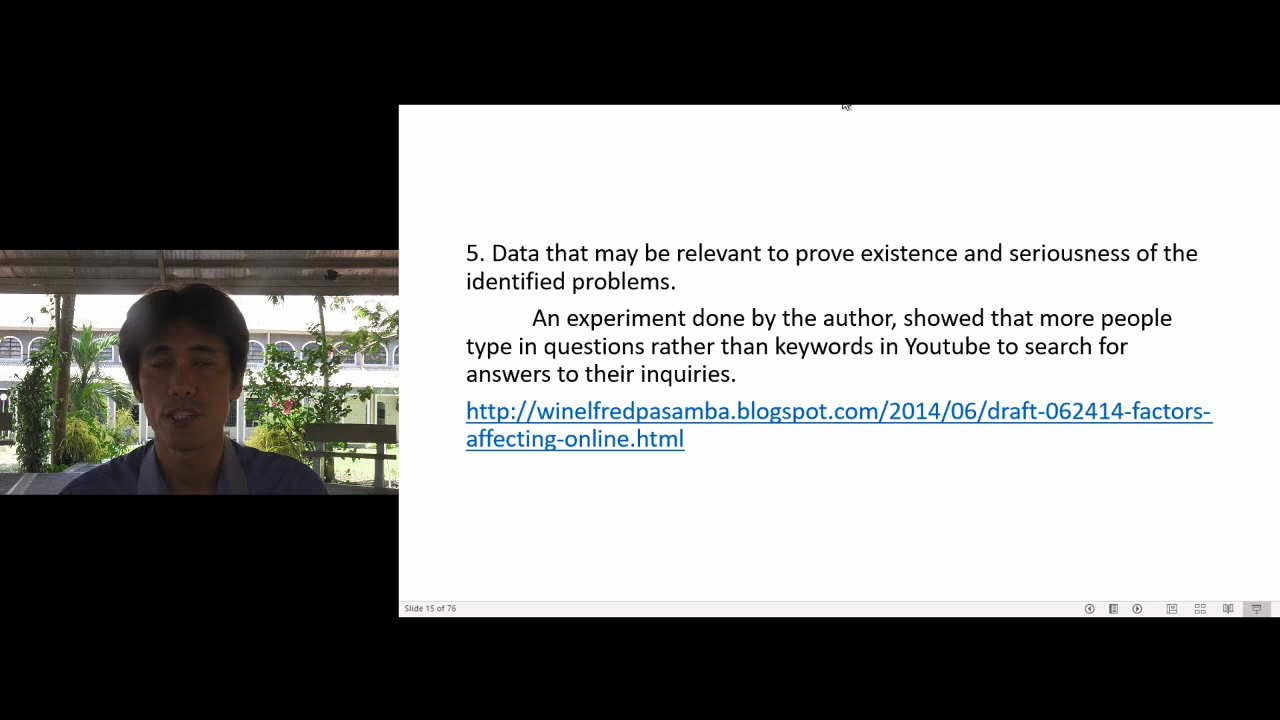 5. Data that may be relevant to prove existence and seriousness of the
identified problems.
An experiment done by the author, showed that more people
type in questions rather than keywords in Youtube to search for
answers to their inquiries.
http://winelfredpasamba.blogspot.com/2014/06/draft-062414-factors-
affecting-online.html
Slide 15 of 76